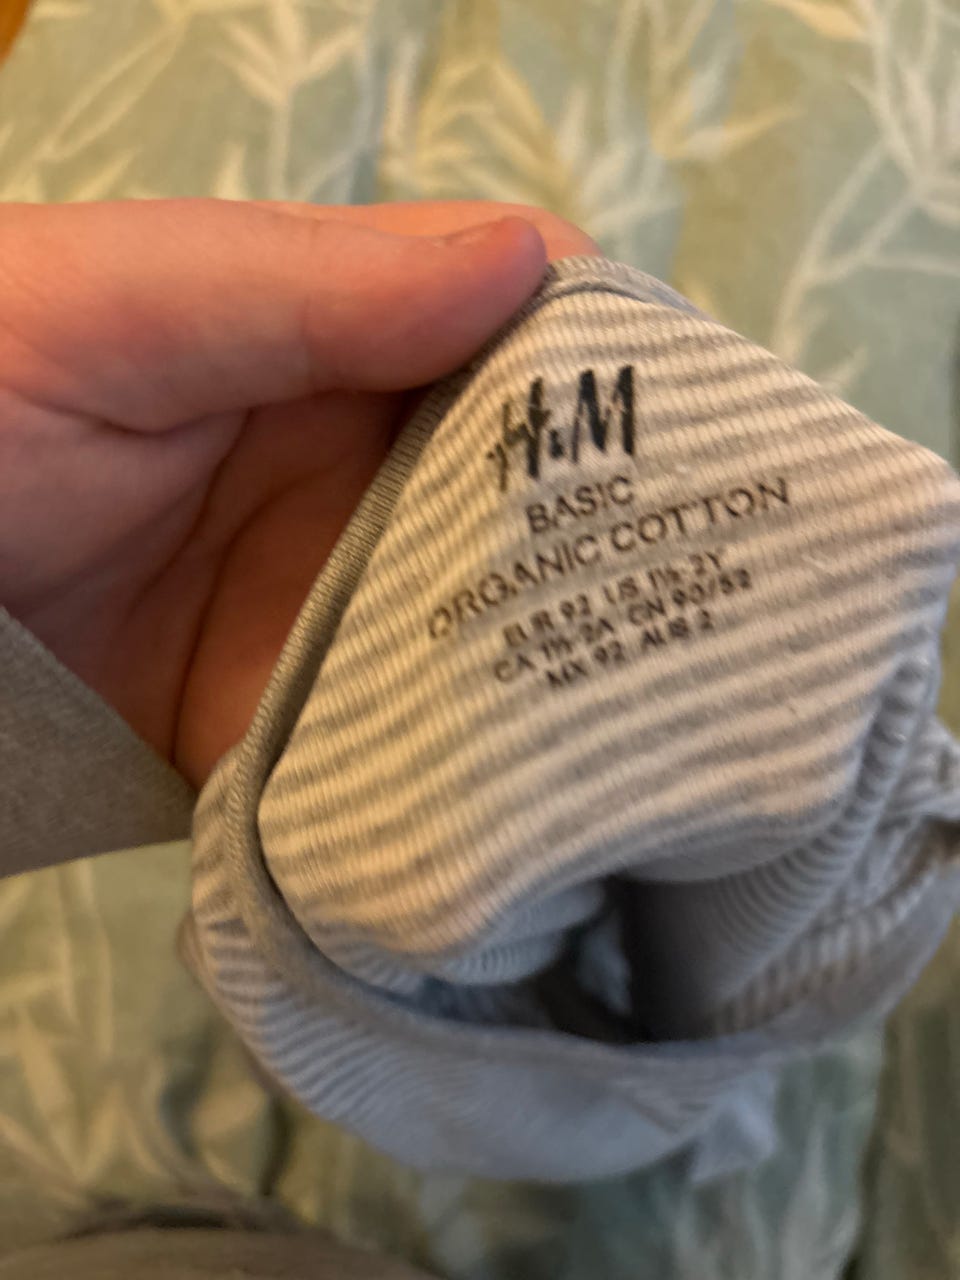 H&M
BASIC
ORGANIC COTTON
EUR 92 US 1½-2Y
CA 1½-2A CN 90/52
MX 92 AUS 2